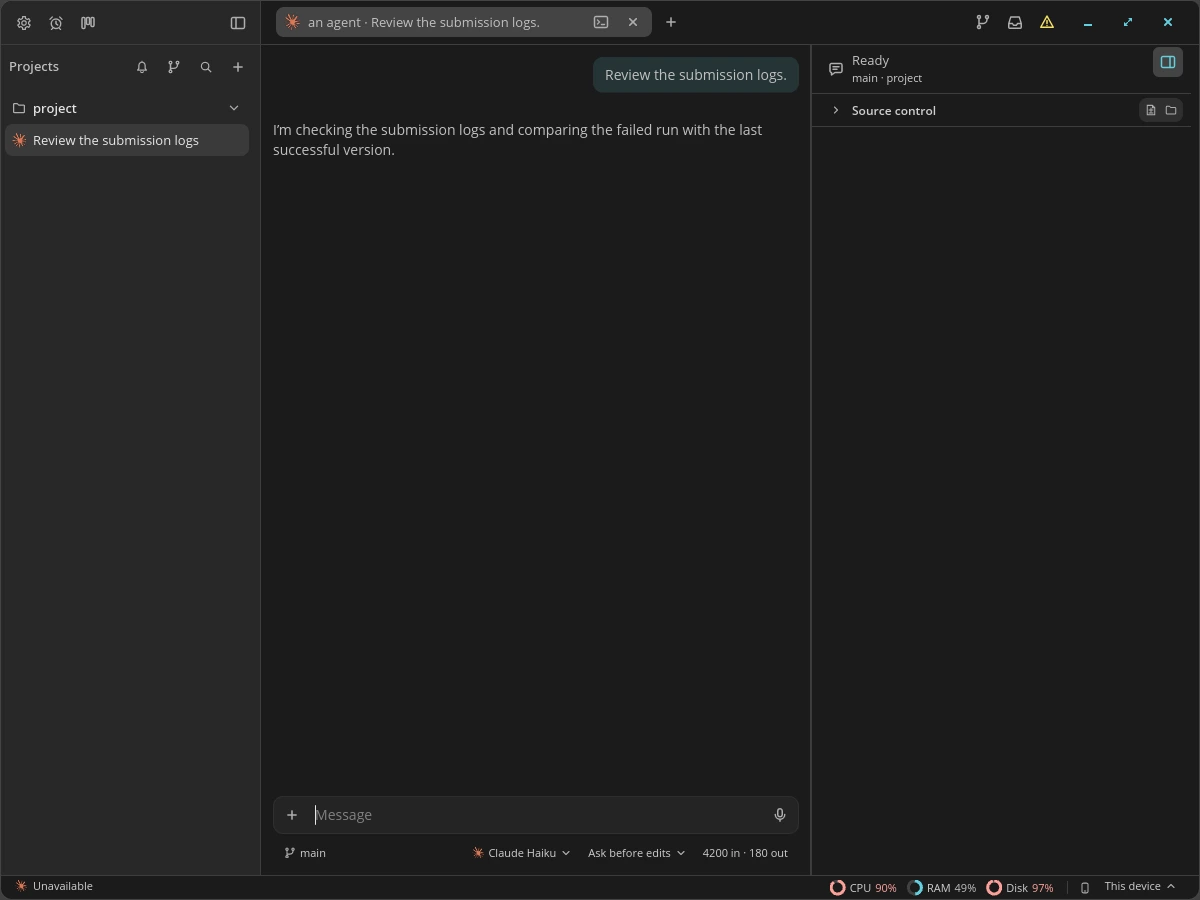 an agent · Review the submission logs.
Projects
project
Review the submission logs
Review the submission logs.
I'm checking the submission logs and comparing the failed run with the last
successful version.
Message
main
Claude Haiku
Ask before edits
4200 in · 180 out
Ready
main · project
Source control
Unavailable
CPU 90%
RAM 49%
Disk 97%
This device